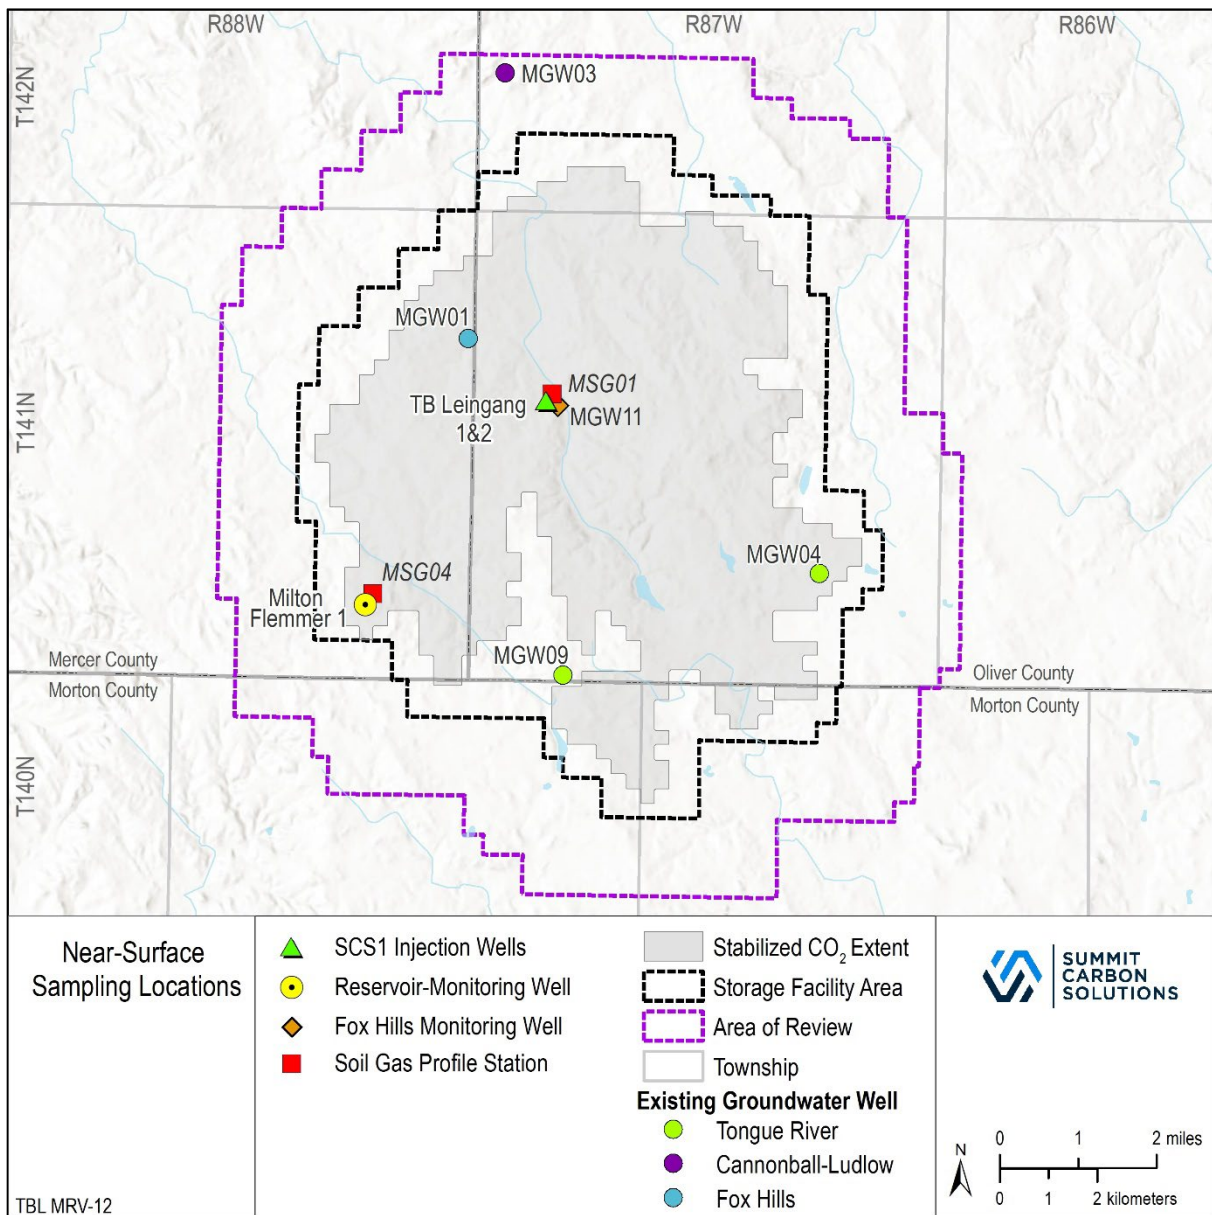 R88W
R87W
R86W
T142N
MGW03
MGW01
T141N
MSG01
TB Leingang
1&2
MGW11
MGW04
MSG04
Milton
Flemmer 1
MGW09
Mercer County
Morton County
Oliver County
Morton County
T140N
Near-Surface
Sampling Locations
TBL MRV-12
SCS1 Injection Wells
Reservoir-Monitoring Well
Fox Hills Monitoring Well
Soil Gas Profile Station
Stabilized CO₂ Extent
Storage Facility Area
Area of Review
Township
Existing Groundwater Well
Tongue River
Cannonball-Ludlow
Fox Hills
SUMMIT
CARBON
SOLUTIONS
N
0 1 2 miles
0 1 2 kilometers